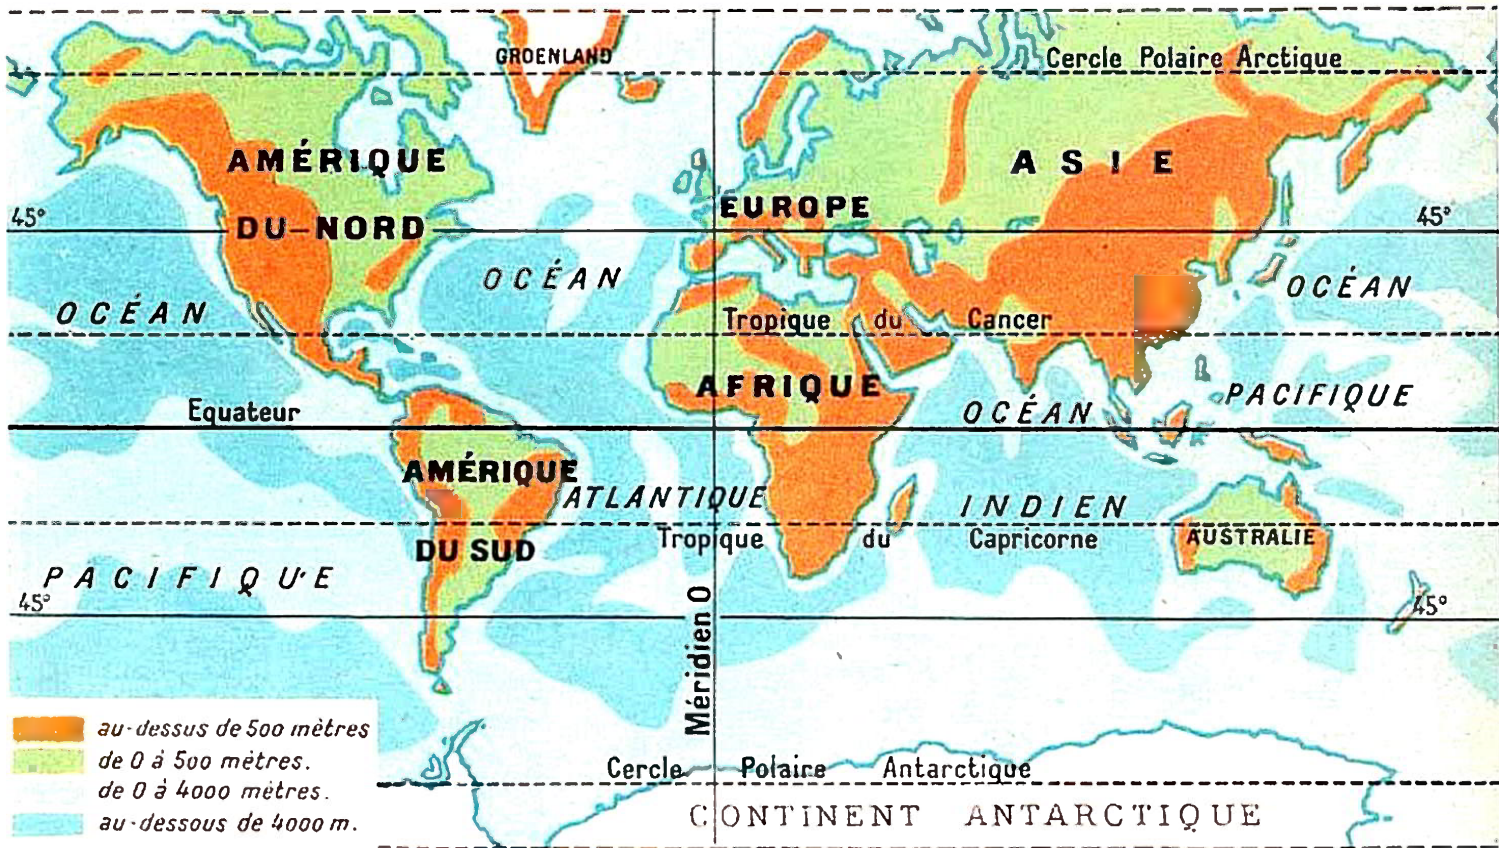 GROENLAND
Cercle Polaire Arctique
AMÉRIQUE
DU NORD
ASIE
EUROPE
45°
45°
OCÉAN
OCÉAN
OCÉAN
Tropique du Cancer
AFRIQUE
PACIFIQUE
Equateur
OCÉAN
AMÉRIQUE
ATLANTIQUE
INDIEN
DU SUD
Tropique du Capricorne
AUSTRALIE
PACIFIQUE
45°
45°
Méridien 0
au-dessus de 500 mètres
de 0 à 500 mètres.
de 0 à 4000 mètres.
au-dessous de 4000 m.
Cercle Polaire Antarctique
CONTINENT ANTARCTIQUE